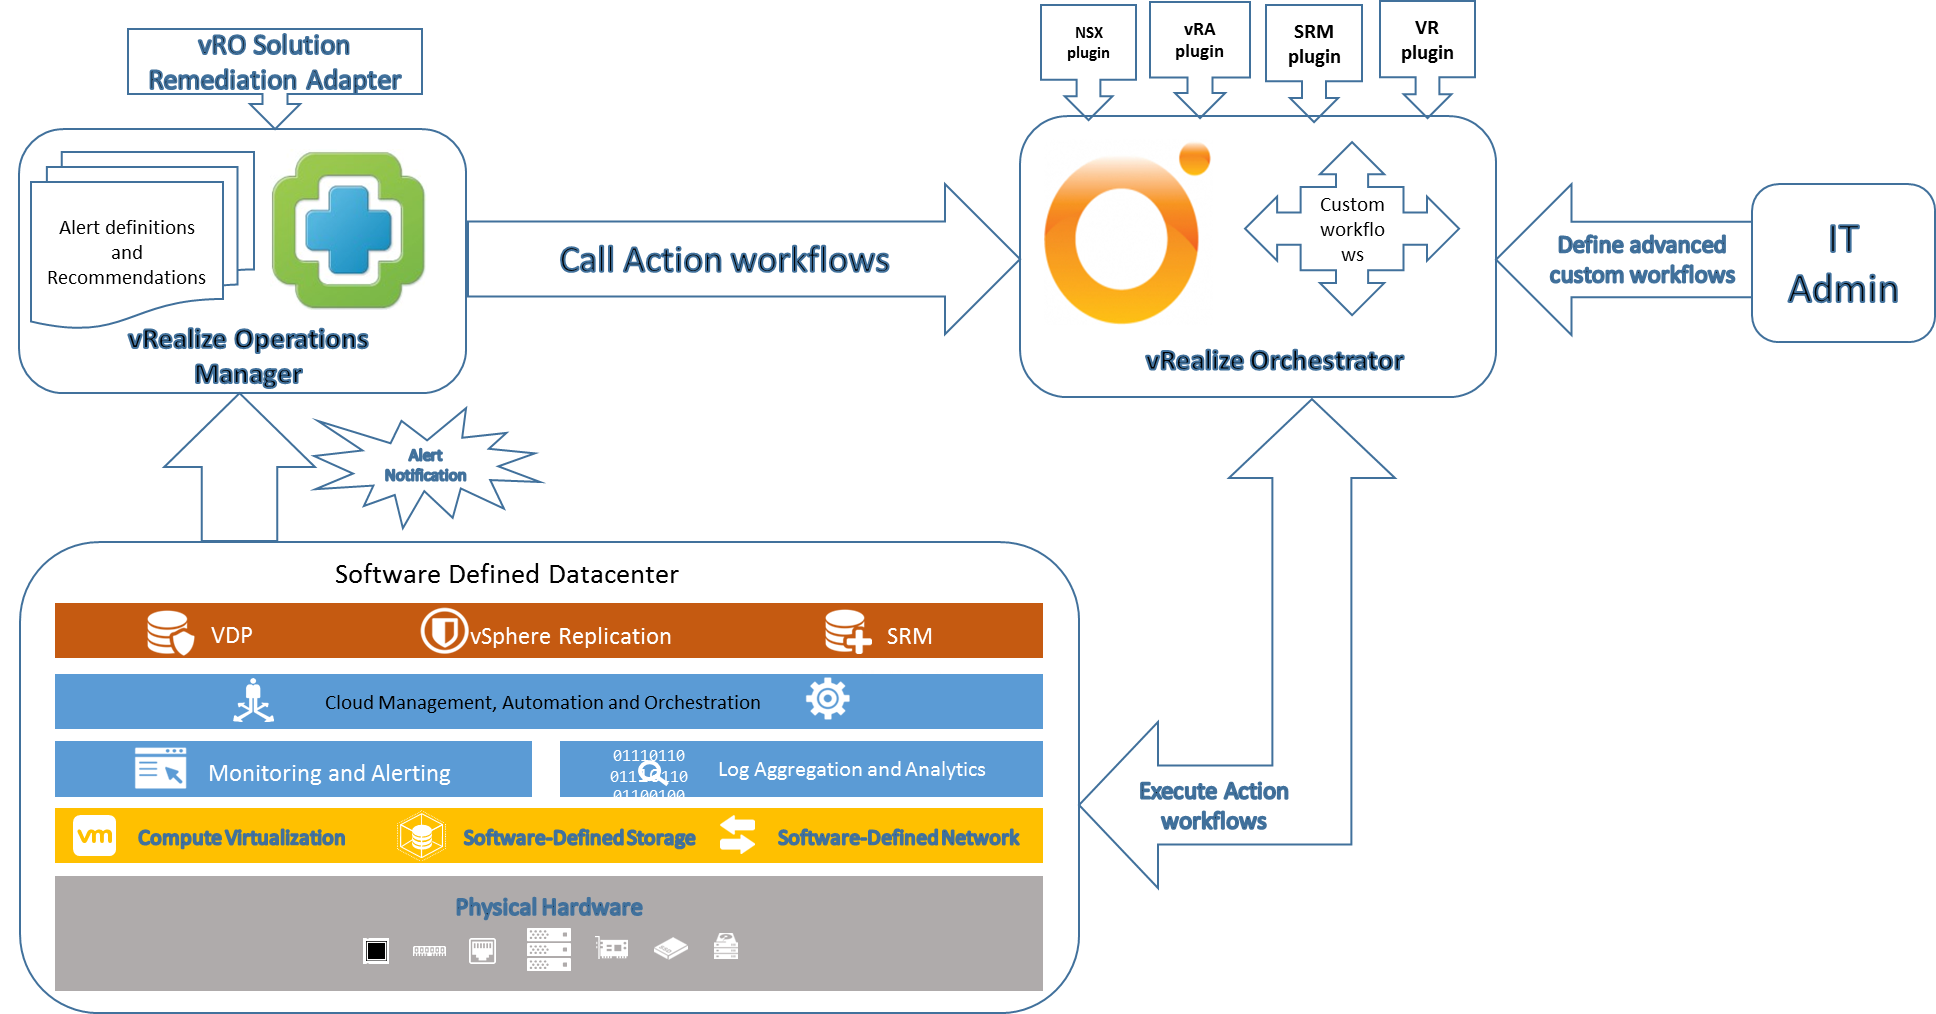 vRO Solution
Remediation Adapter
NSX
plugin
vRA
plugin
SRM
plugin
VR
plugin
Alert definitions
and
Recommendations
vRealize Operations
Manager
Call Action workflows
Custom
workflo
ws
vRealize Orchestrator
Define advanced
custom workflows
IT
Admin
Alert
Notification
Software Defined Datacenter
VDP
vSphere Replication
SRM
Cloud Management, Automation and Orchestration
Monitoring and Alerting
01110110
01110110
01100100
Log Aggregation and Analytics
vm
Compute Virtualization
Software-Defined Storage
Software-Defined Network
Physical Hardware
Execute Action
workflows